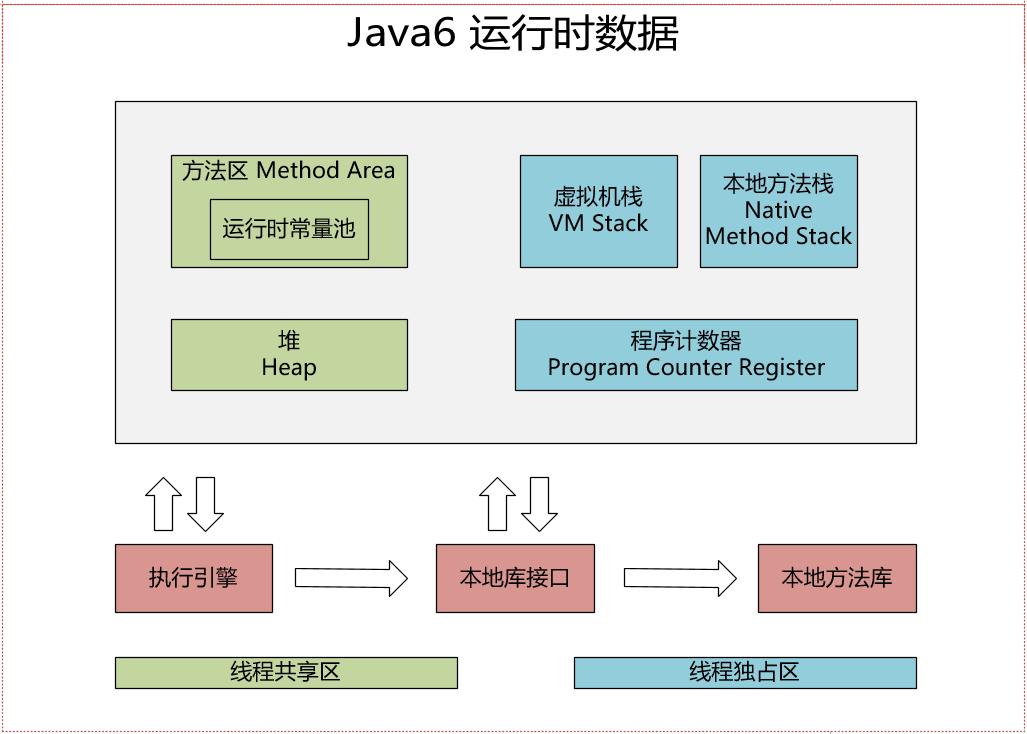 Java6 运行时数据
方法区 Method Area
运行时常量池
虚拟机栈
VM Stack
本地方法栈
Native
Method Stack
堆
Heap
程序计数器
Program Counter Register
执行引擎
本地库接口
本地方法库
线程共享区
线程独占区